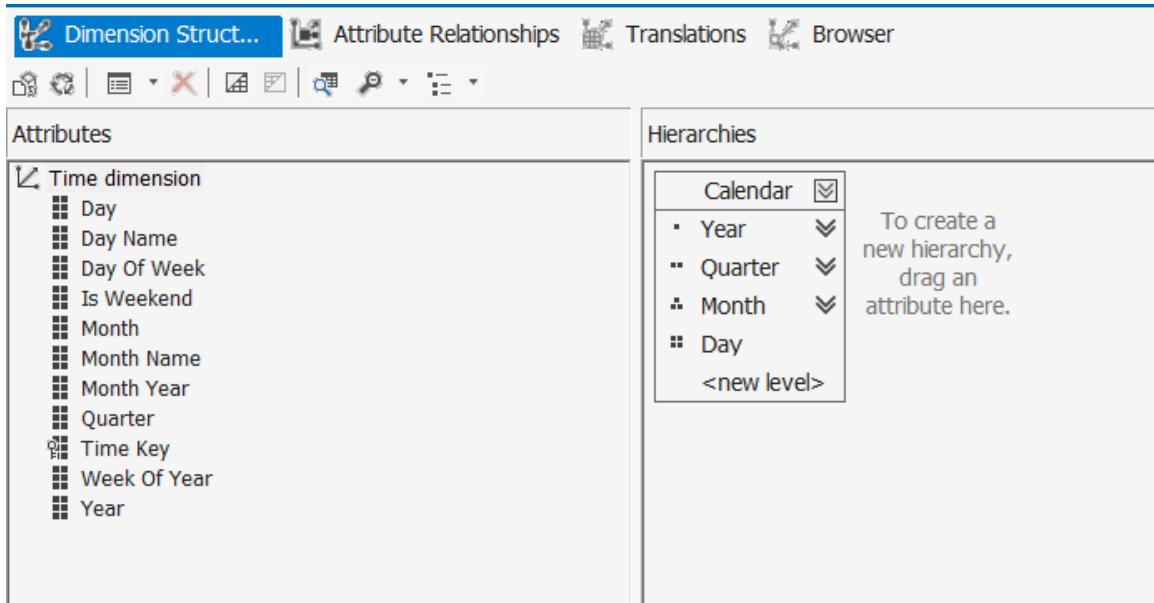 Dimension Struct...
Attribute Relationships
Translations
Browser
Attributes
Time dimension
Day
Day Name
Day Of Week
Is Weekend
Month
Month Name
Month Year
Quarter
Time Key
Week Of Year
Year
Hierarchies
Calendar
Year
Quarter
Month
Day
<new level>
To create a
new hierarchy,
drag an
attribute here.